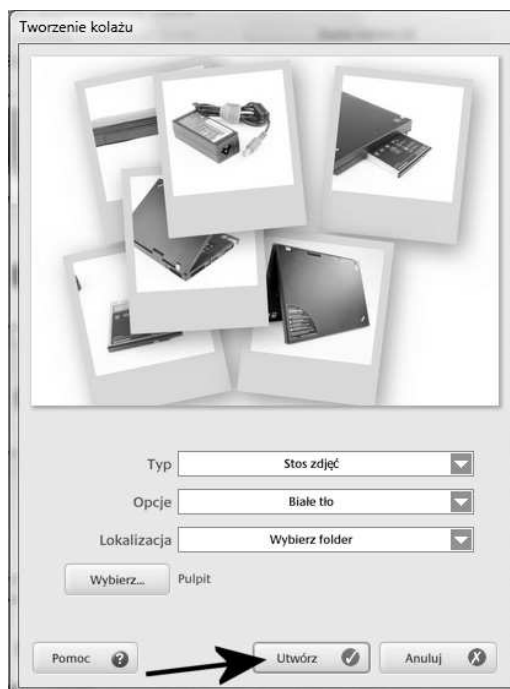 Tworzenie kolażu
Typ
Stos zdjęć
Opcje
Białe tło
Lokalizacja
Wybierz folder
Wybierz...
Pulpit
Pomoc ?
Utwórz
Anuluj